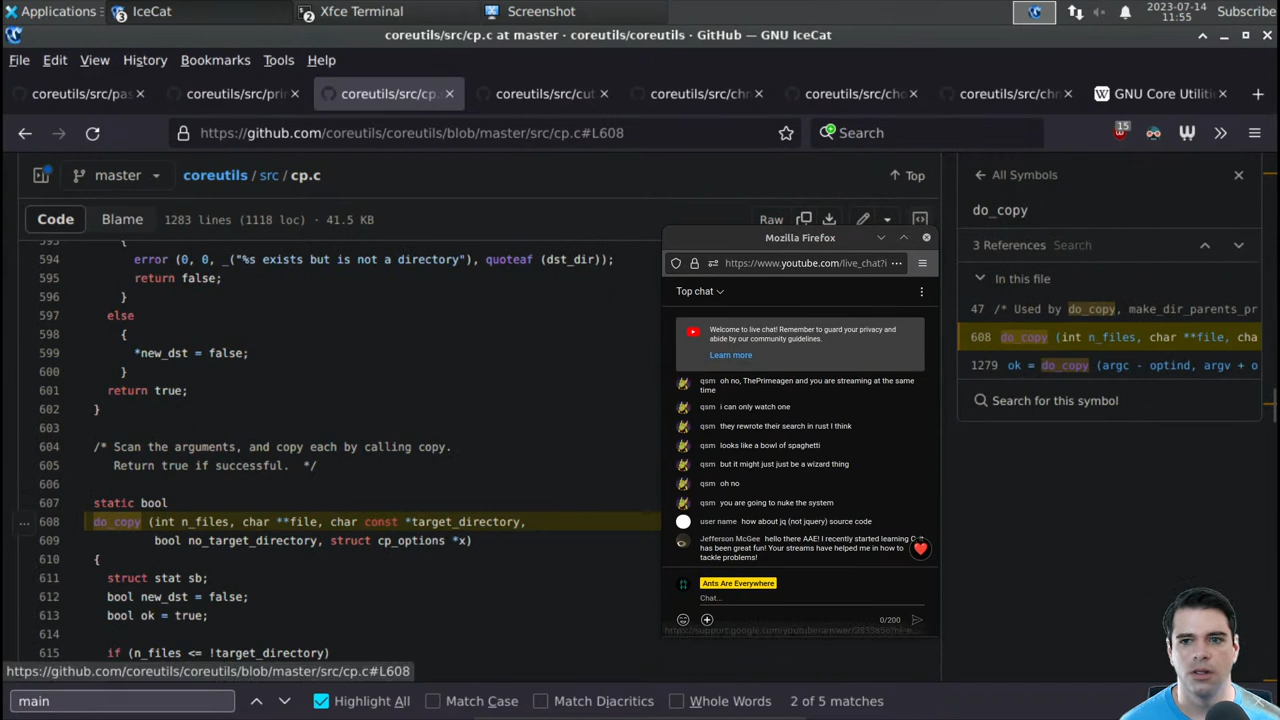 Applications
3 IceCat
2 Xfce Terminal
Screenshot
2023-07-14
11:55
Subscribe
coreutils/src/cp.c at master · coreutils/coreutils · GitHub — GNU IceCat
File Edit View History Bookmarks Tools Help
coreutils/src/pas
coreutils/src/pri
coreutils/src/cp.
coreutils/src/cut
coreutils/src/chr
coreutils/src/cho
coreutils/src/chm
GNU Core Utiliti
https://github.com/coreutils/coreutils/blob/master/src/cp.c#L608
Search
15
master
coreutils / src / cp.c
Top
Code Blame 1283 lines (1118 loc) · 41.5 KB
Raw
593 {
594 error (0, 0, _("%s exists but is not a directory"), quoteaf (dst_dir));
595 return false;
596 }
597 else
598 {
599 *new_dst = false;
600 }
601 return true;
602 }
603
604 /* Scan the arguments, and copy each by calling copy.
605 Return true if successful. */
606
607 static bool
608 do_copy (int n_files, char **file, char const *target_directory,
609 bool no_target_directory, struct cp_options *x)
610 {
611 struct stat sb;
612 bool new_dst = false;
613 bool ok = true;
614
615 if (n_files <= !target_directory)
https://github.com/coreutils/coreutils/blob/master/src/cp.c#L608
Mozilla Firefox
https://www.youtube.com/live_chat?i
Top chat
Welcome to live chat! Remember to guard your privacy and
abide by our community guidelines.
Learn more
qsm oh no, ThePrimeagen and you are streaming at the same
time
qsm i can only watch one
qsm they rewrote their search in rust I think
qsm looks like a bowl of spaghetti
qsm but it might just just be a wizard thing
qsm oh no
qsm you are going to nuke the system
user name how about jq (not jquery) source code
Jefferson McGee hello there AAE! I recently started learning
has been great fun! Your streams have helped me in how to
tackle problems!
Ants Are Everywhere
Chat...
0/200
All Symbols
do_copy
3 References Search
In this file
47 /* Used by do_copy, make_dir_parents_pr
608 do_copy (int n_files, char **file, cha
1279 ok = do_copy (argc - optind, argv + o
Search for this symbol
main
Highlight All
Match Case
Match Diacritics
Whole Words
2 of 5 matches